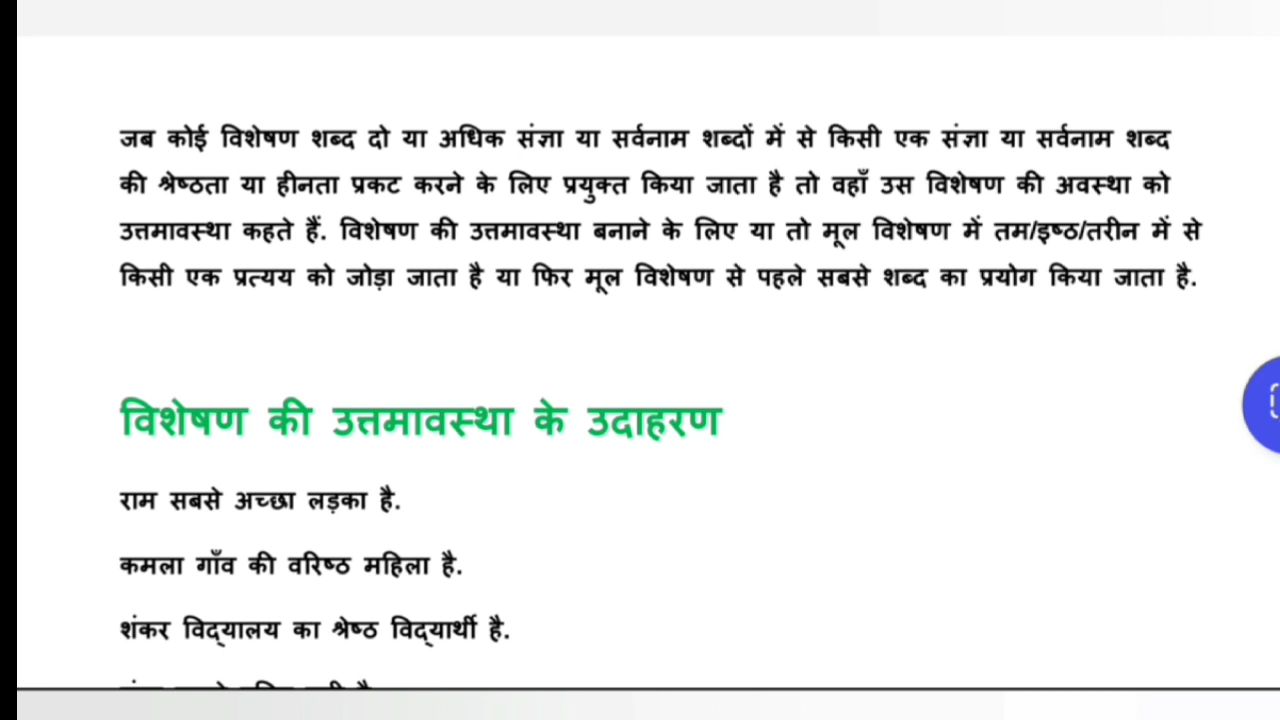 जब कोई विशेषण शब्द दो या अधिक संज्ञा या सर्वनाम शब्दों में से किसी एक संज्ञा या सर्वनाम शब्द
की श्रेष्ठता या हीनता प्रकट करने के लिए प्रयुक्त किया जाता है तो वहाँ उस विशेषण की अवस्था को
उत्तमावस्था कहते हैं. विशेषण की उत्तमावस्था बनाने के लिए या तो मूल विशेषण में तम/इष्ठ/तरीन में से
किसी एक प्रत्यय को जोड़ा जाता है या फिर मूल विशेषण से पहले सबसे शब्द का प्रयोग किया जाता है.
विशेषण की उत्तमावस्था के उदाहरण
राम सबसे अच्छा लड़का है.
कमला गाँव की वरिष्ठ महिला है.
शंकर विद्यालय का श्रेष्ठ विद्यार्थी है.